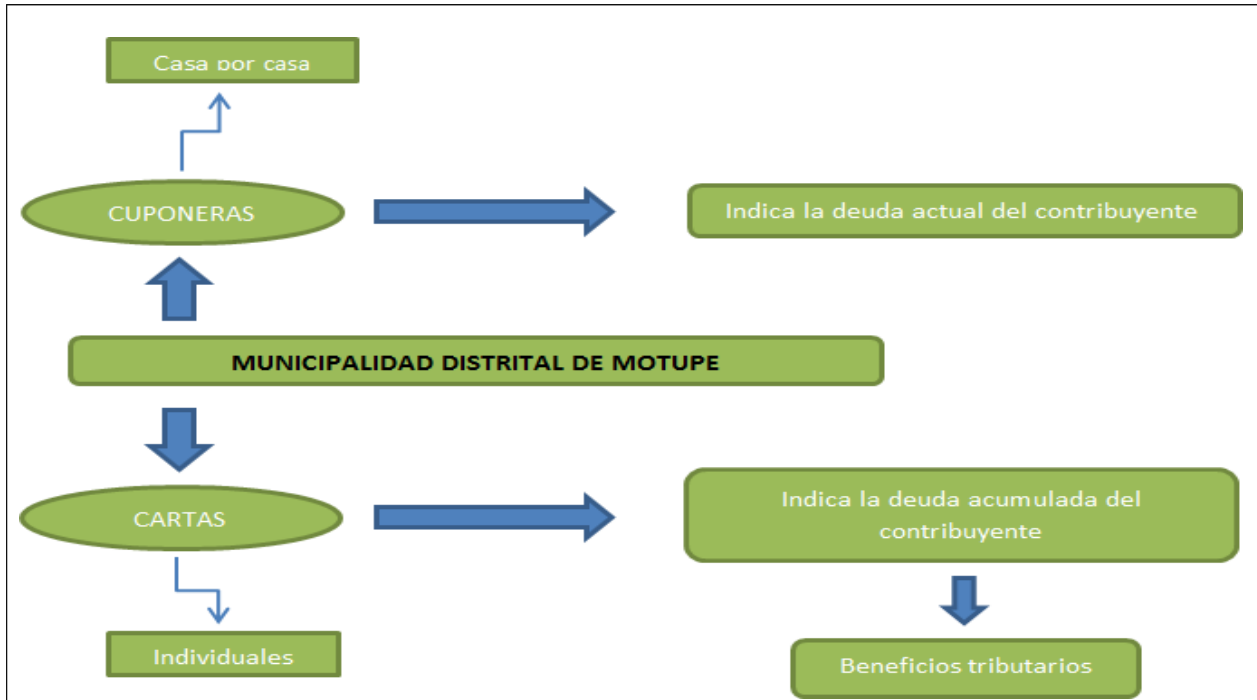 Casa por casa
CUPONERAS
Indica la deuda actual del contribuyente
MUNICIPALIDAD DISTRITAL DE MOTUPE
CARTAS
Indica la deuda acumulada del
contribuyente
Individuales
Beneficios tributarios